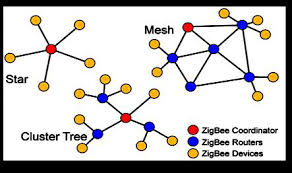 Mesh
Star
Cluster Tree
ZigBee Coordinator
ZigBee Routers
ZigBee Devices